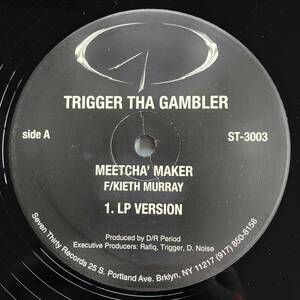 TRIGGER THA GAMBLER
side A
ST-3003
MEETCHA' MAKER
F/KIETH MURRAY
1. LP VERSION
Produced by D/R Period
Executive Producers: Rafiq, Trigger, D. Noise
Seven Thirty Records 25 S. Portland Ave. Brklyn, NY 11217 (917) 850-8158